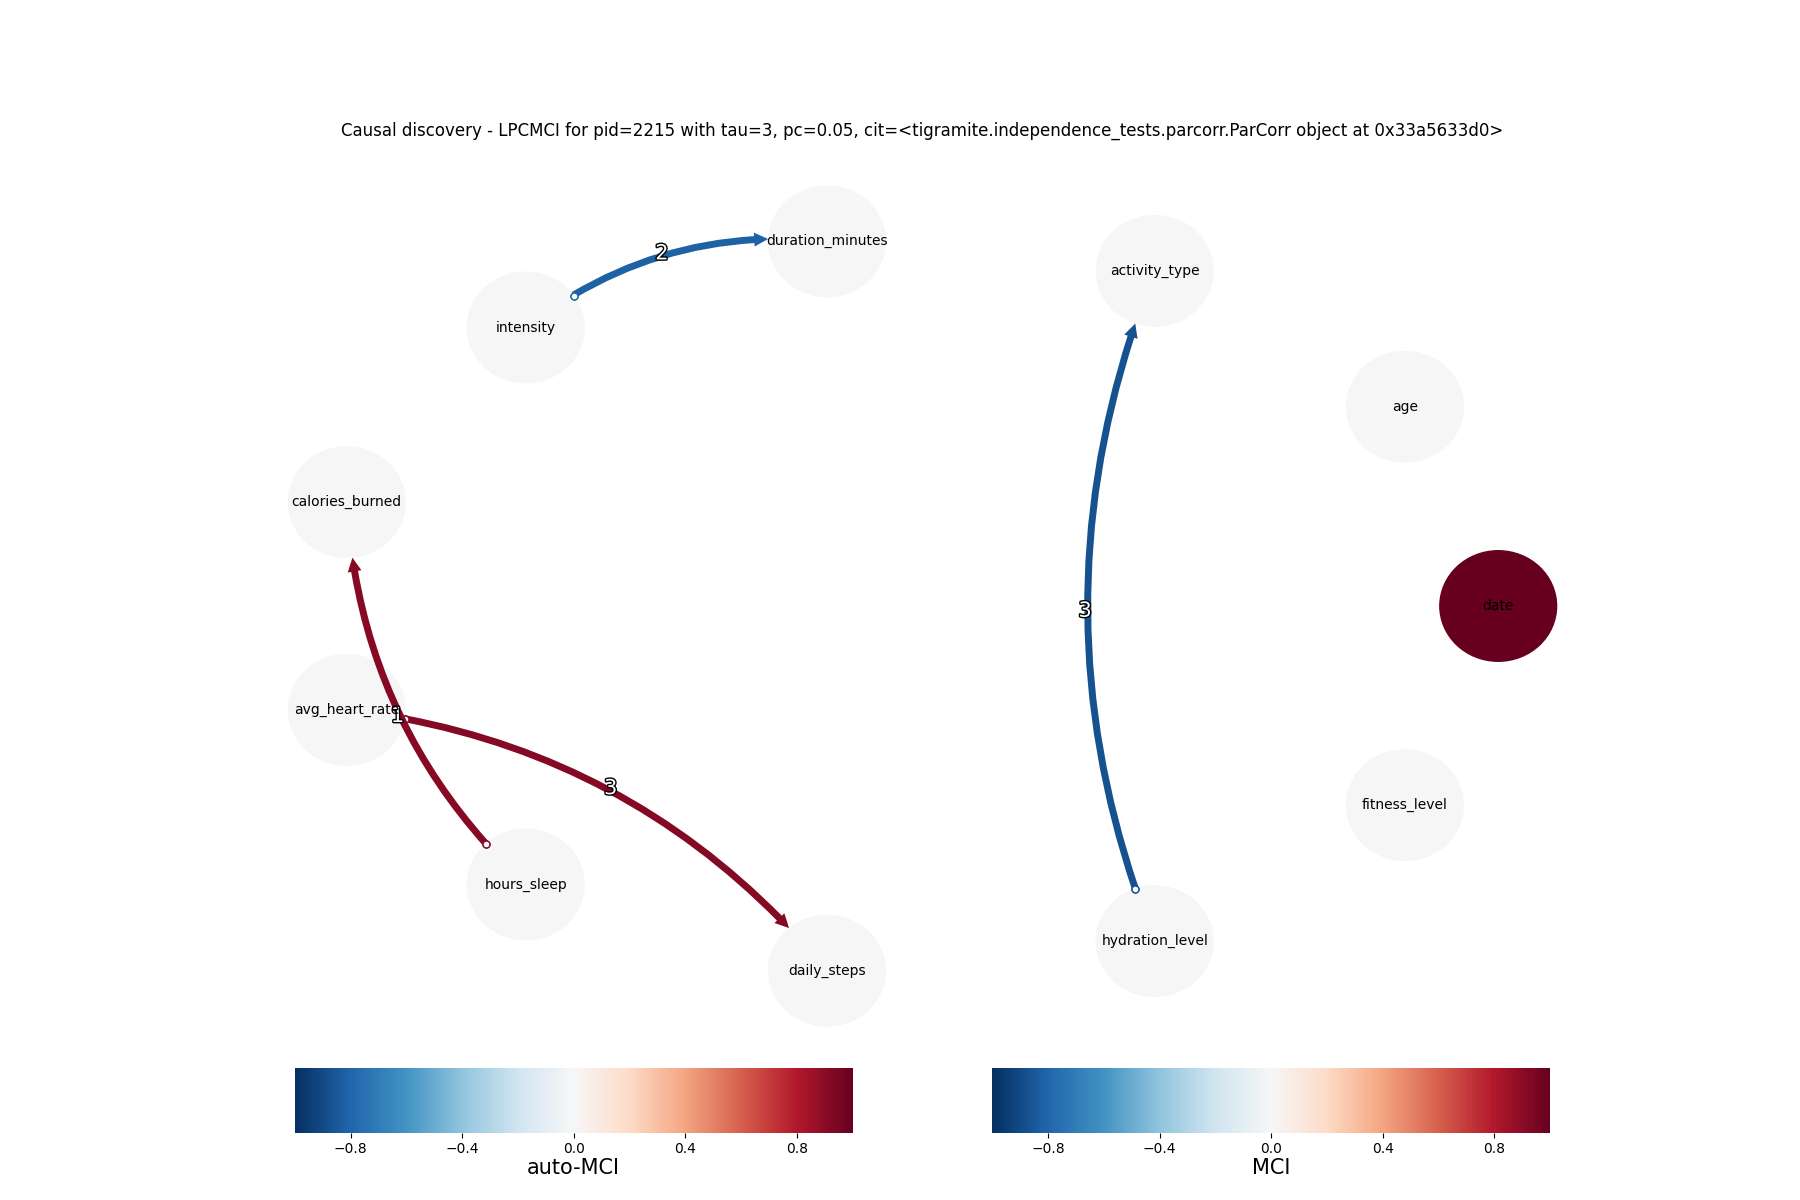 Causal discovery - LPCMCI for pid=2215 with tau=3, pc=0.05, cit=<tigramite.independence_tests.parcorr.ParCorr object at 0x33a5633d0>
duration_minutes
2
activity_type
intensity
age
calories_burned
date
3
avg_heart_rate
1
3
fitness_level
hours_sleep
hydration_level
daily_steps
−0.8 −0.4 0.0 0.4 0.8
auto-MCI
−0.8 −0.4 0.0 0.4 0.8
MCI